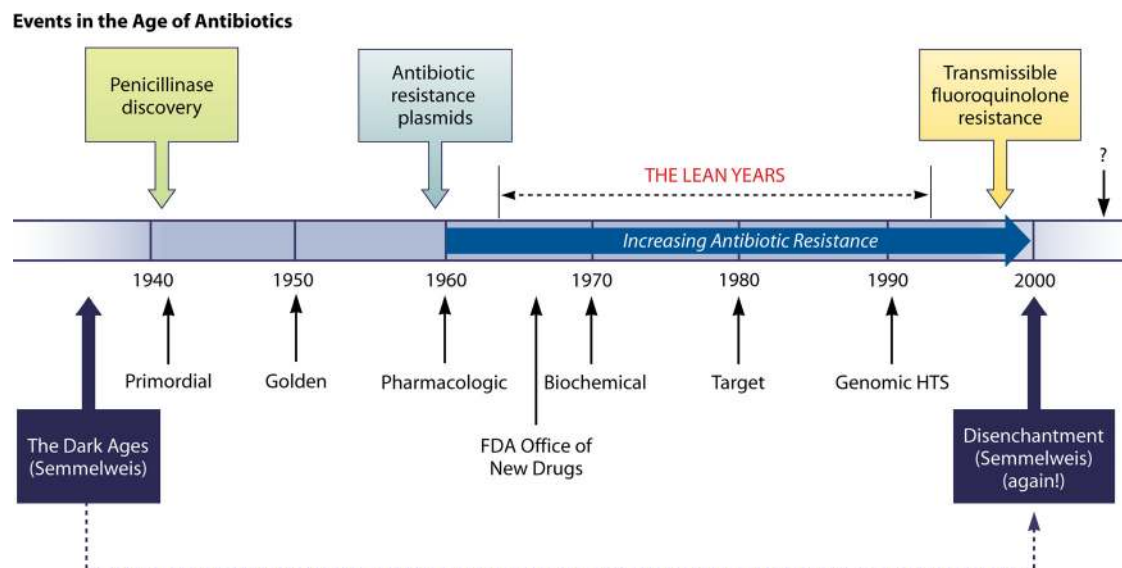 Events in the Age of Antibiotics
Penicillinase
discovery
Antibiotic
resistance
plasmids
Transmissible
fluoroquinolone
resistance
THE LEAN YEARS
?
Increasing Antibiotic Resistance
1940
1950
1960
1970
1980
1990
2000
Primordial
Golden
Pharmacologic
Biochemical
Target
Genomic HTS
FDA Office of
New Drugs
The Dark Ages
(Semmelweis)
Disenchantment
(Semmelweis)
(again!)